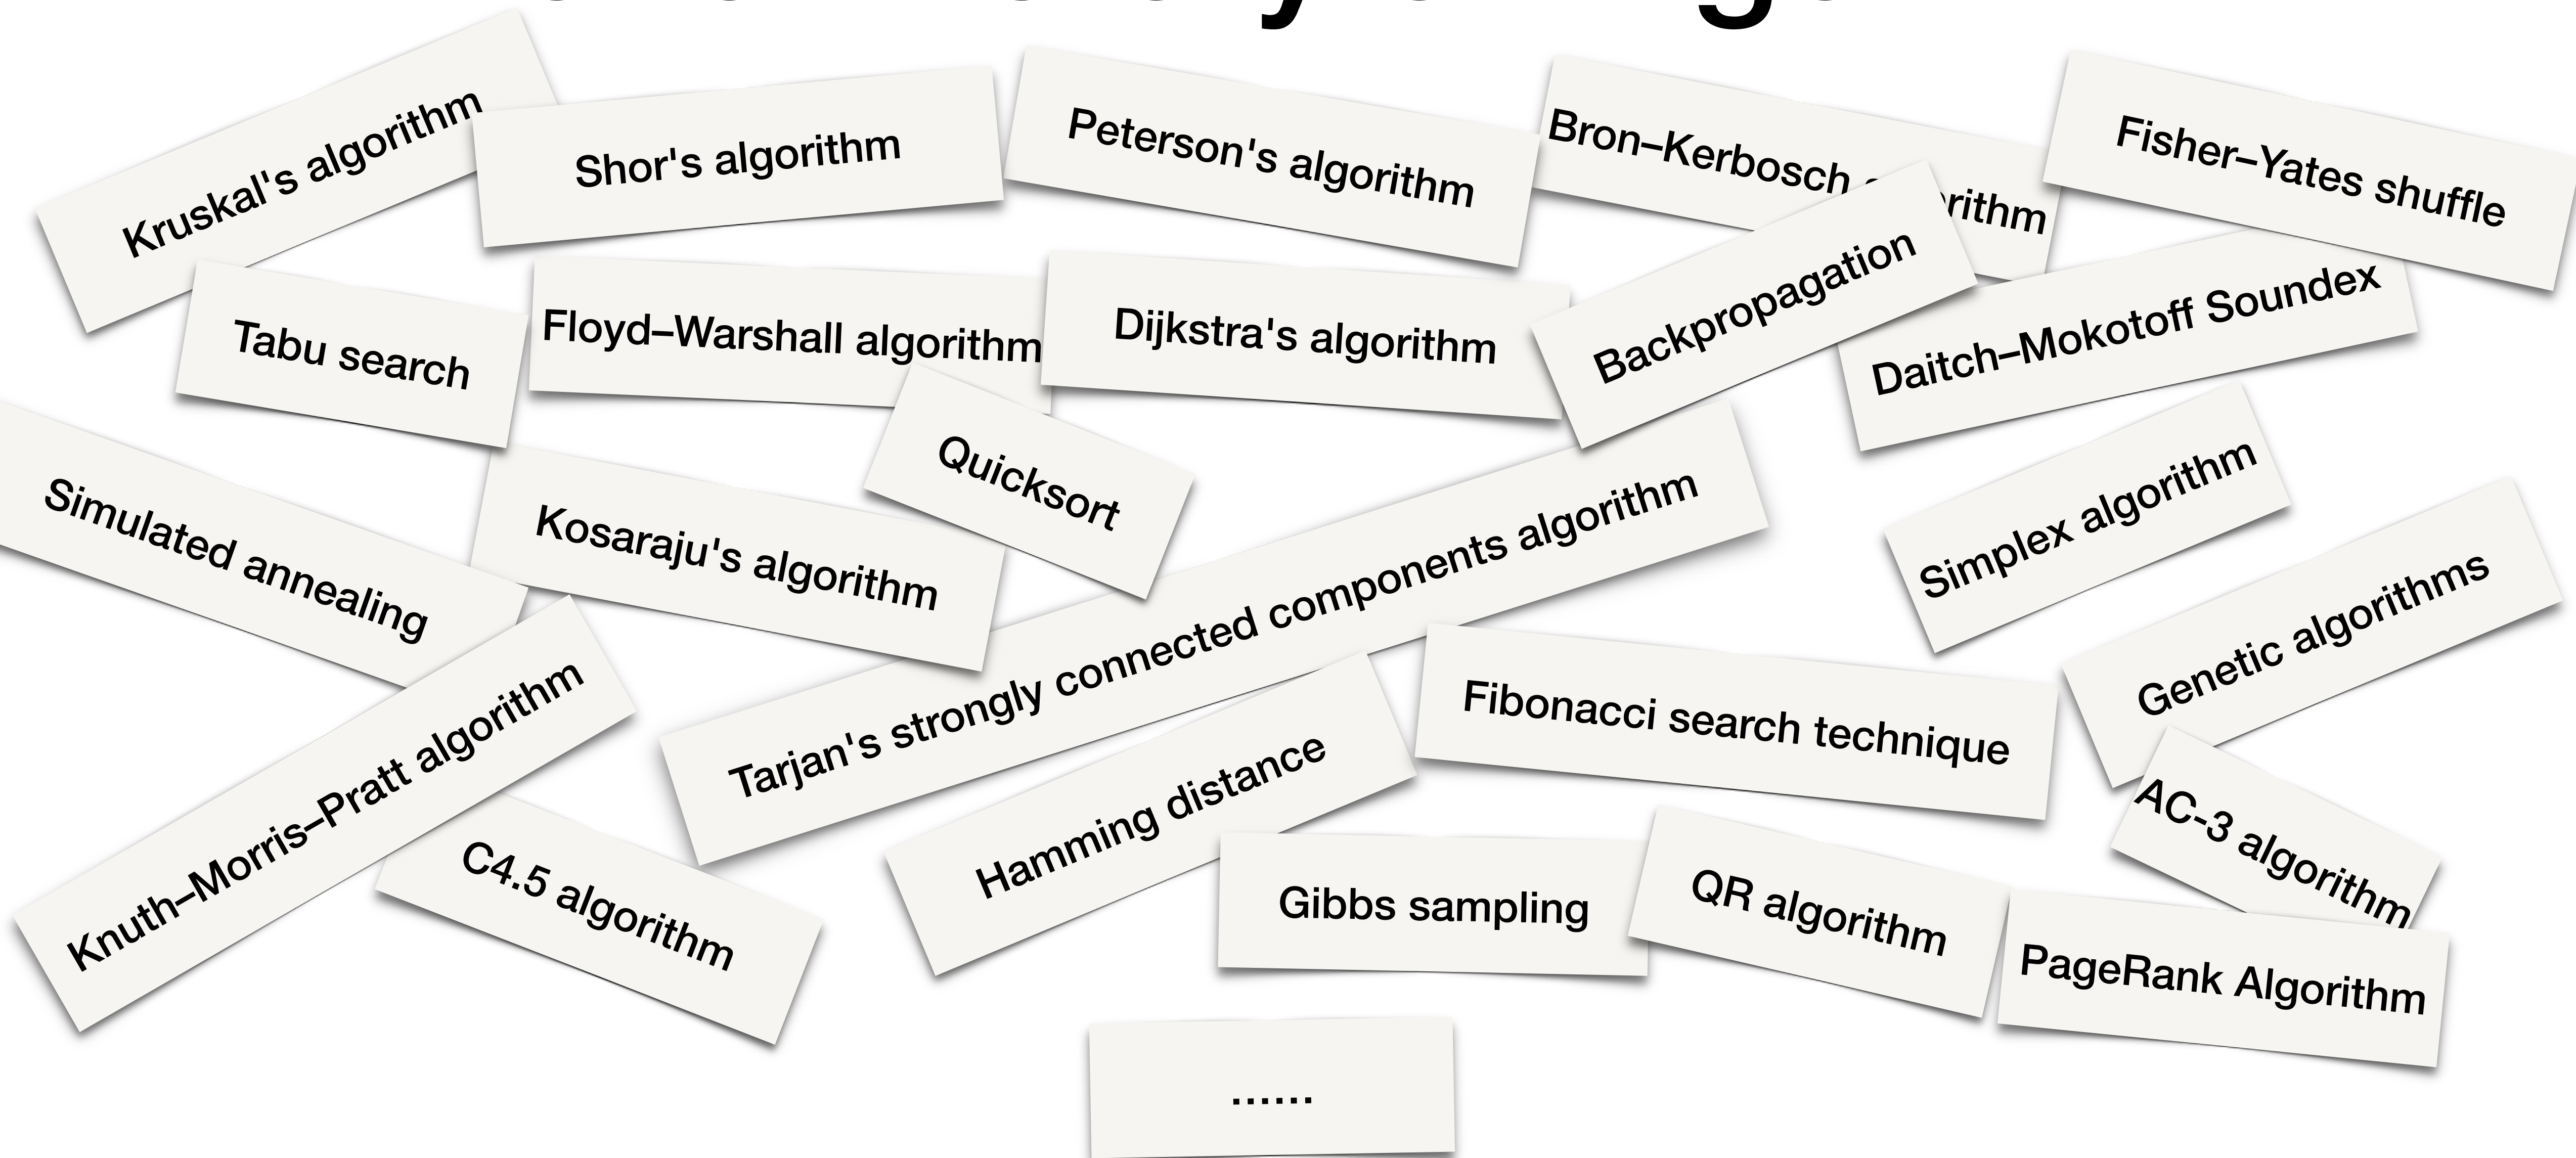 Kruskal's algorithm
Shor's algorithm
Peterson's algorithm
Bron–Kerbosch
rithm
Fisher–Yates shuffle
Tabu search
Floyd–Warshall algorithm
Dijkstra's algorithm
Backpropagation
Daitch–Mokotoff Soundex
Simulated annealing
Kosaraju's algorithm
Quicksort
Tarjan's strongly connected components algorithm
Simplex algorithm
Genetic algorithms
Knuth–Morris–Pratt algorithm
C4.5 algorithm
Hamming distance
Fibonacci search technique
Gibbs sampling
QR algorithm
AC-3 algorithm
PageRank Algorithm
......